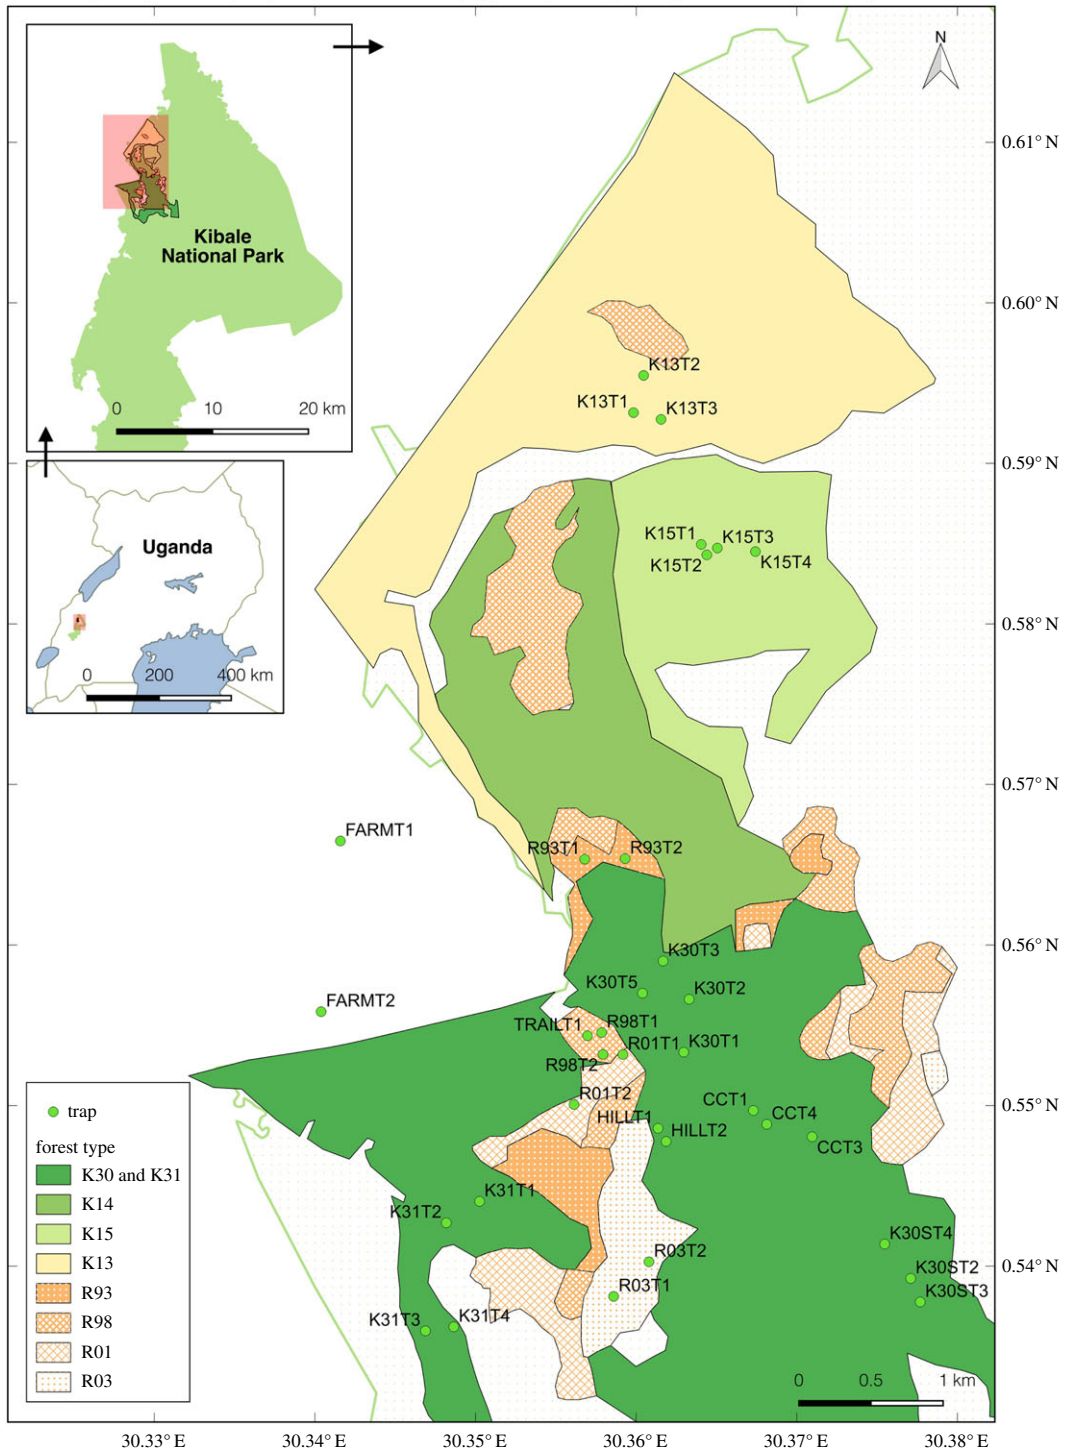 N
0.61° N
Kibale
National Park
0.60° N
K13T2
K13T1
K13T3
0 10 20 km
0.59° N
Uganda
K15T1
K15T3
K15T2
K15T4
0.58° N
0 200 400 km
0.57° N
FARMT1
R93T1
R93T2
0.56° N
K30T3
K30T5
K30T2
FARMT2
TRAILT1
R98T1
R01T1
K30T1
R98T2
R01T2
CCT1
0.55° N
trap
HILLT1
CCT4
HILLT2
CCT3
forest type
K30 and K31
K31T1
K14
K31T2
K15
K30ST4
R03T2
K13
0.54° N
K30ST2
R03T1
K30ST3
R93
K31T4
K31T3
R98
R01
R03
0 0.5 1 km
30.33° E 30.34° E 30.35° E 30.36° E 30.37° E 30.38° E